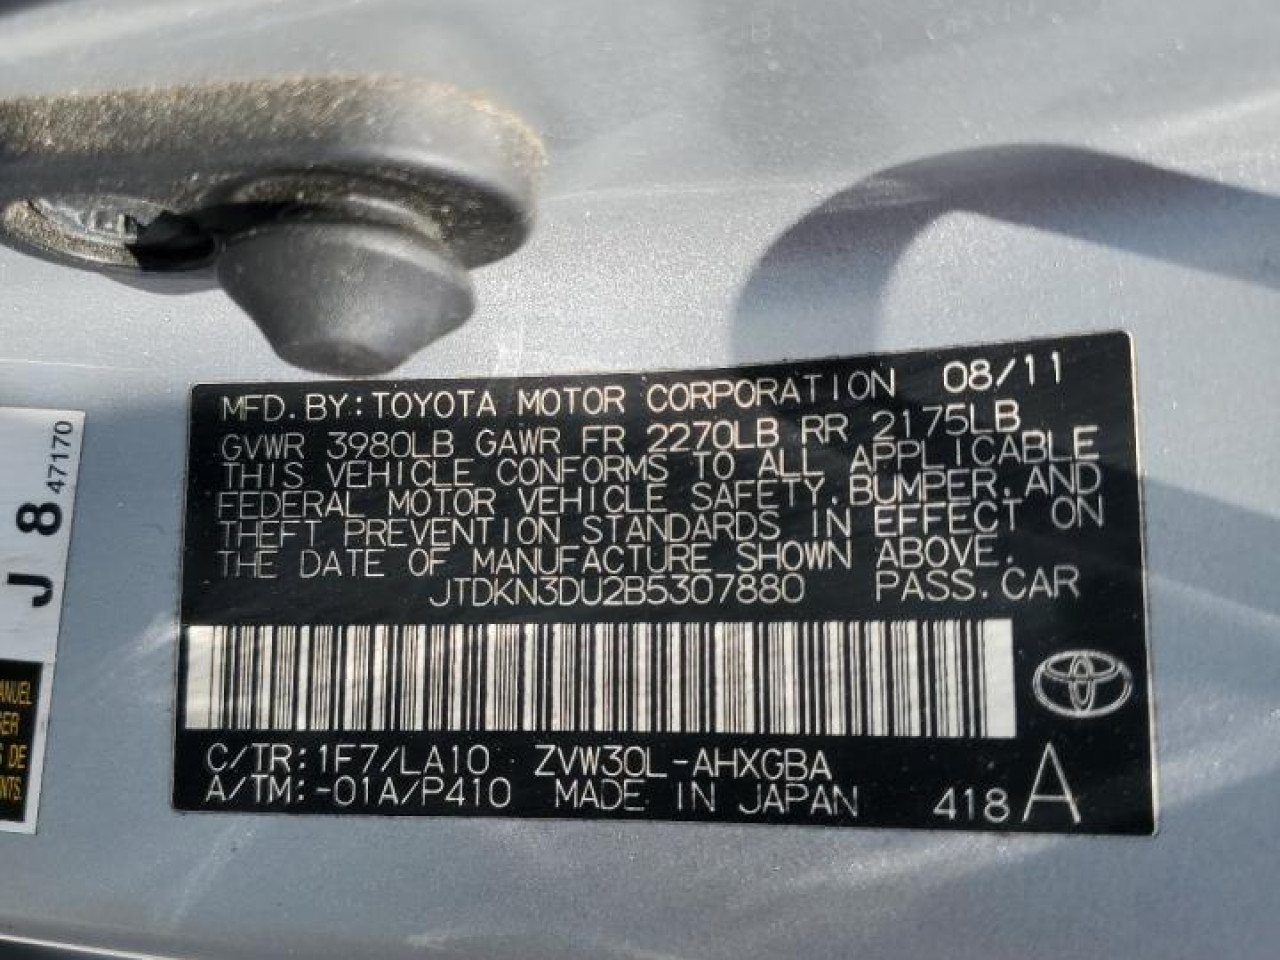 MFD. BY: TOYOTA MOTOR CORPORATION 08/11
GVWR 3980LB GAWR FR 2270LB RR 2175LB
THIS VEHICLE CONFORMS TO ALL APPLICABLE
FEDERAL MOTOR VEHICLE SAFETY, BUMPER, AND
THEFT PREVENTION STANDARDS IN EFFECT ON
THE DATE OF MANUFACTURE SHOWN ABOVE.
JTDKN3DU2B5307880 PASS. CAR
C/TR: 1F7/LA10 ZVW30L-AHXGBA
A/TM: -01A/P410 MADE IN JAPAN 418 A
J 8 47170
DE